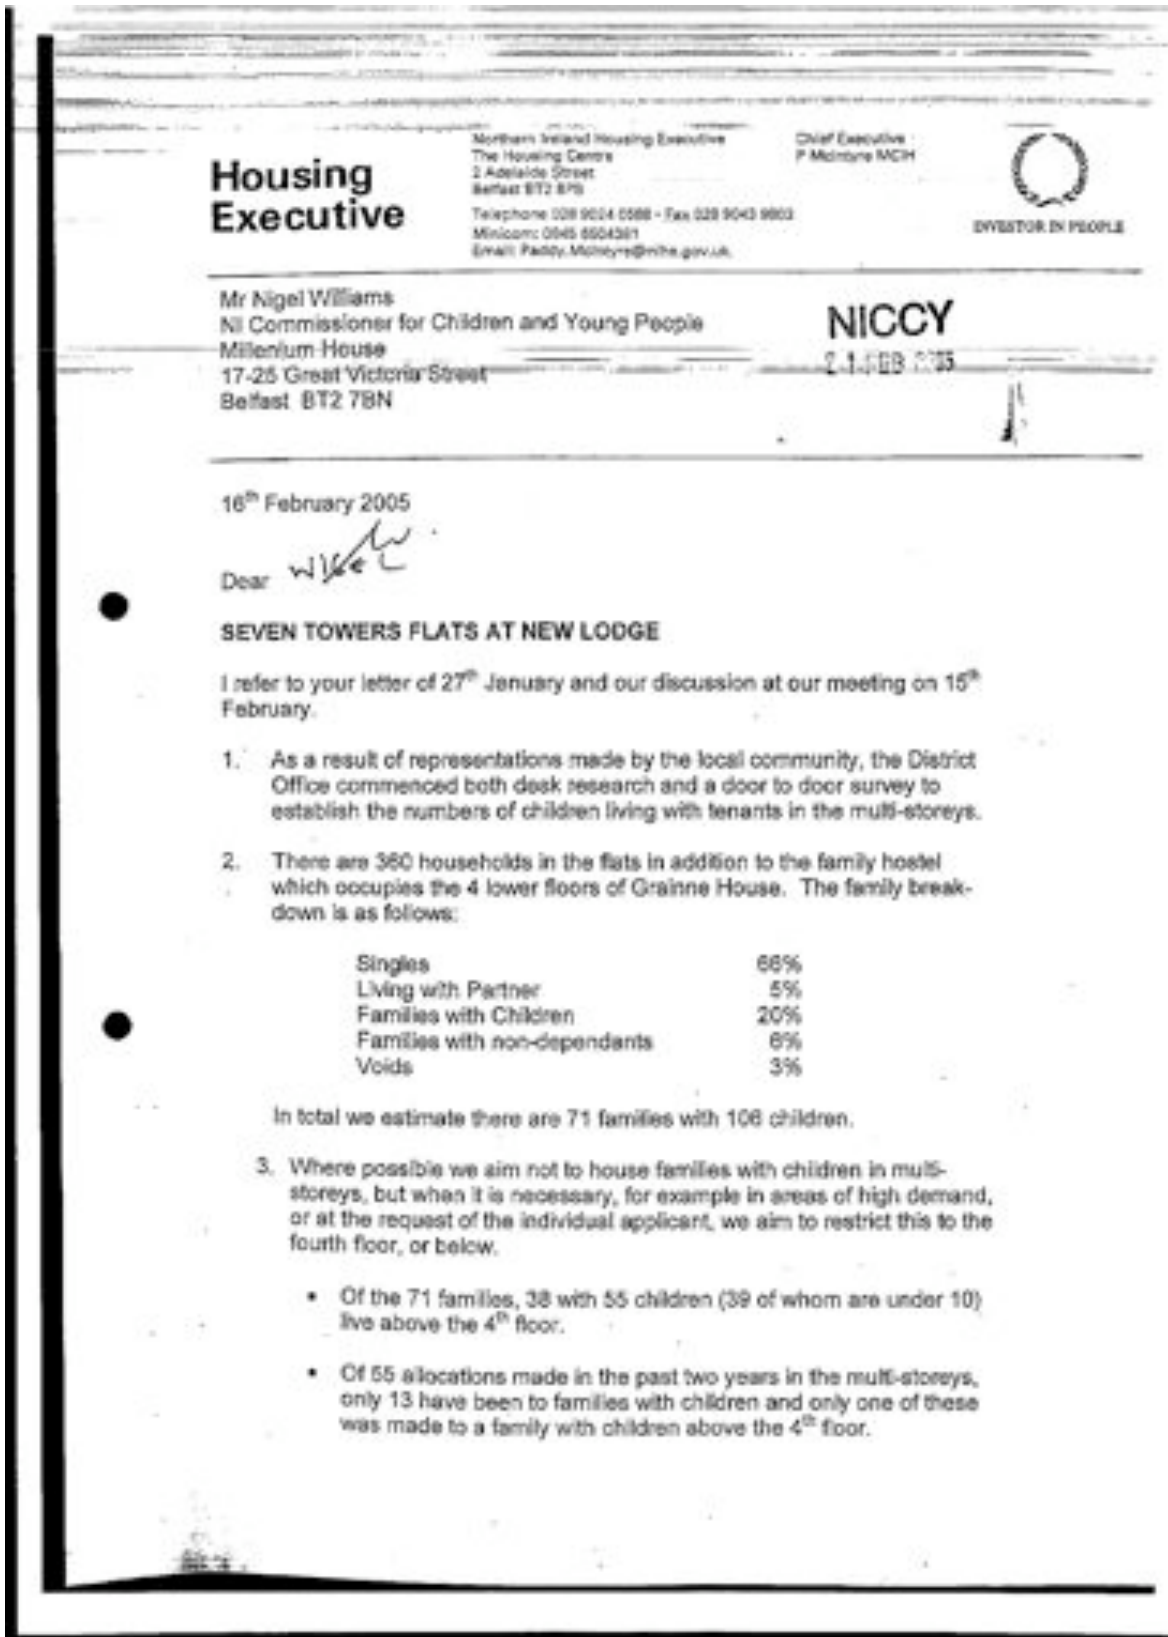 Housing
Executive
Northern Ireland Housing Executive
The Housing Centre
2 Adelaide Street
Belfast BT2 8PB
Telephone 028 9024 0588 - Fax 028 9043 9803
Minicom: 0845 6504381
Email: Paddy.McIntyre@nihe.gov.uk
Chief Executive
P McIntyre MCIH
INVESTOR IN PEOPLE
Mr Nigel Williams
NI Commissioner for Children and Young People
Millenium House
17-25 Great Victoria Street
Belfast BT2 7BN
NICCY
16th February 2005
Dear
SEVEN TOWERS FLATS AT NEW LODGE
I refer to your letter of 27th January and our discussion at our meeting on 15th
February.
1. As a result of representations made by the local community, the District
Office commenced both desk research and a door to door survey to
establish the numbers of children living with tenants in the multi-storeys.
2. There are 360 households in the flats in addition to the family hostel
which occupies the 4 lower floors of Grainne House. The family break-
down is as follows:
Singles 66%
Living with Partner 5%
Families with Children 20%
Families with non-dependants 6%
Voids 3%
In total we estimate there are 71 families with 106 children.
3. Where possible we aim not to house families with children in multi-
storeys, but when it is necessary, for example in areas of high demand,
or at the request of the individual applicant, we aim to restrict this to the
fourth floor, or below.
• Of the 71 families, 38 with 55 children (39 of whom are under 10)
live above the 4th floor.
• Of 55 allocations made in the past two years in the multi-storeys,
only 13 have been to families with children and only one of these
was made to a family with children above the 4th floor.